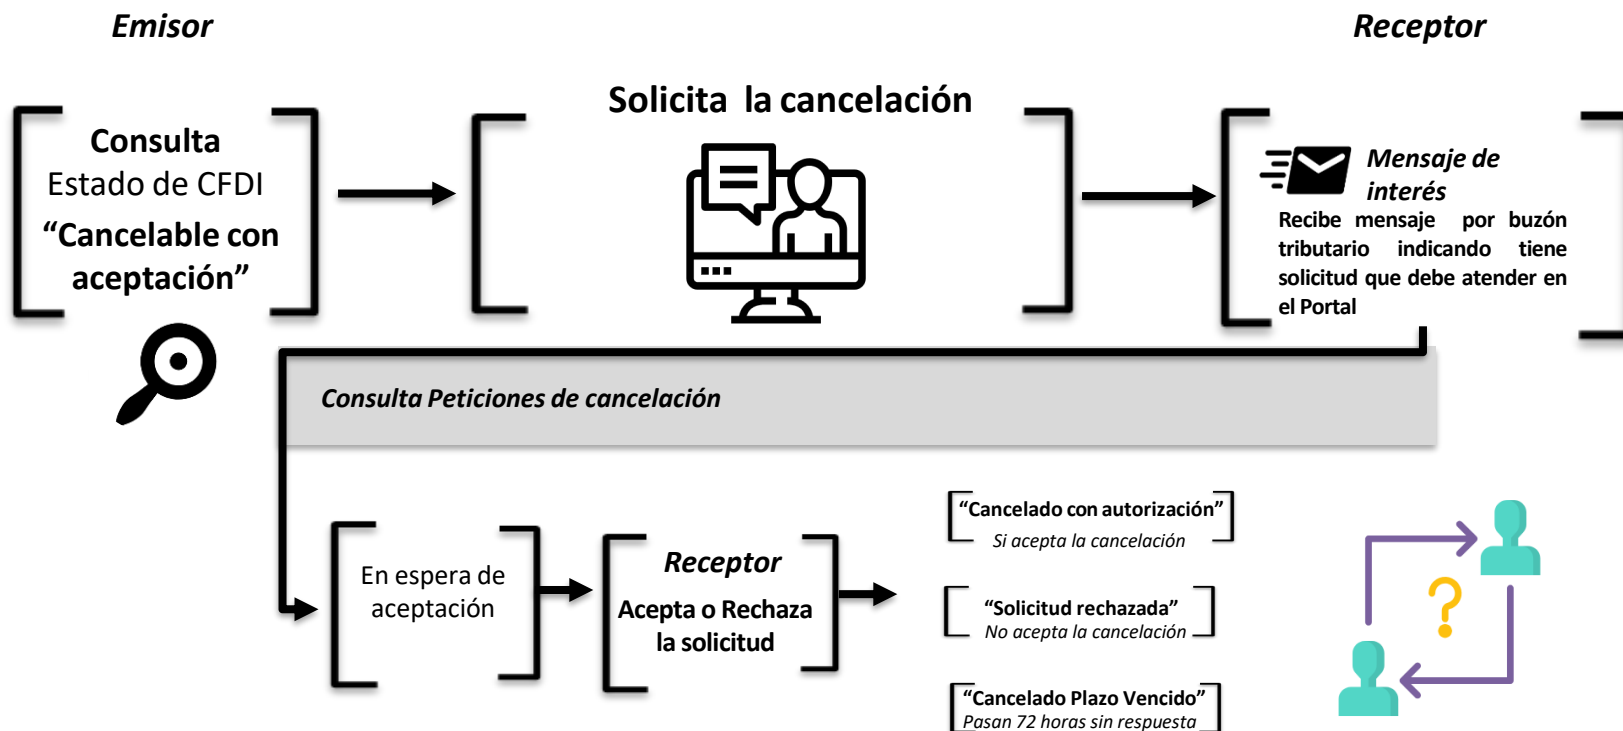 Emisor
Receptor
Consulta
Estado de CFDI
“Cancelable con
aceptación”
Solicita la cancelación
Mensaje de
interés
Recibe mensaje por buzón
tributario indicando tiene
solicitud que debe atender en
el Portal
Consulta Peticiones de cancelación
En espera de
aceptación
Receptor
Acepta o Rechaza
la solicitud
“Cancelado con autorización”
Si acepta la cancelación
“Solicitud rechazada”
No acepta la cancelación
“Cancelado Plazo Vencido”
Pasan 72 horas sin respuesta
?